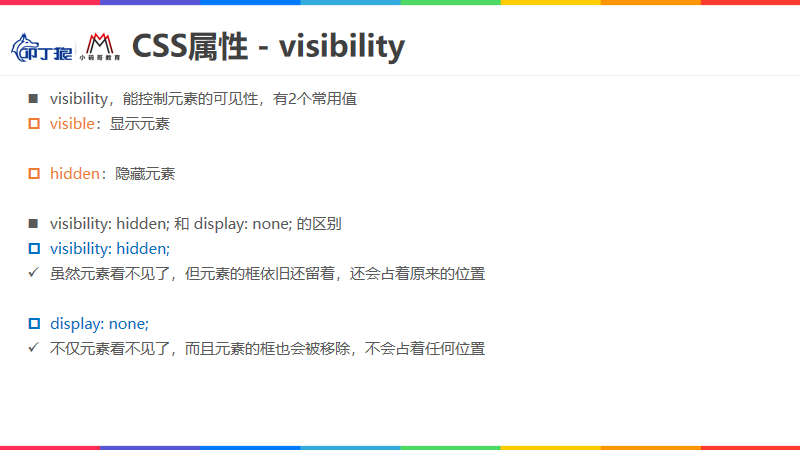 叩丁狼
小码哥教育
CSS属性 - visibility
visibility，能控制元素的可见性，有2个常用值
visible：显示元素
hidden：隐藏元素
visibility: hidden; 和 display: none; 的区别
visibility: hidden;
虽然元素看不见了，但元素的框依旧还留着，还会占着原来的位置
display: none;
不仅元素看不见了，而且元素的框也会被移除，不会占着任何位置